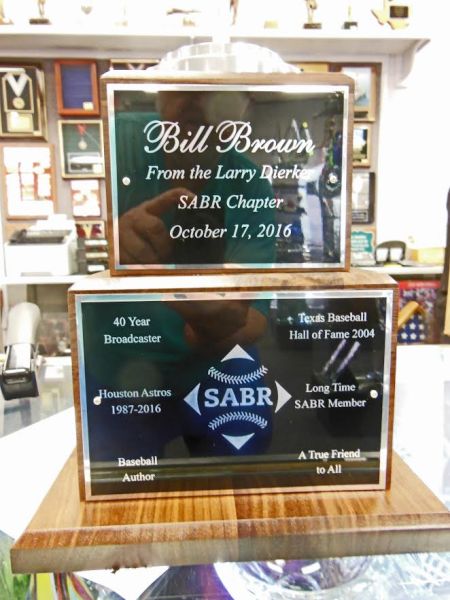 Bill Brown
From the Larry Dierker
SABR Chapter
October 17, 2016
40 Year
Broadcaster
Texas Baseball
Hall of Fame 2004
Houston Astros
1987-2016
SABR
Long Time
SABR Member
Baseball
Author
A True Friend
to All